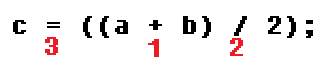 c = ((a + b) / 2);
3 1 2